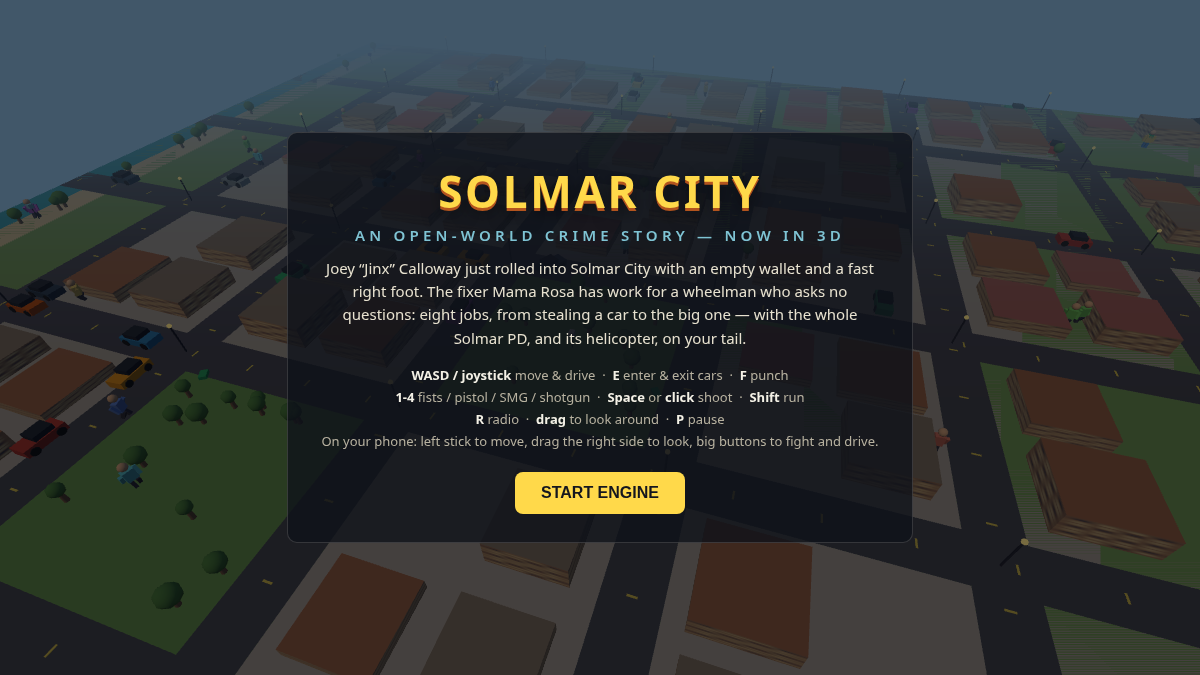 SOLMAR CITY
AN OPEN-WORLD CRIME STORY — NOW IN 3D
Joey “Jinx” Calloway just rolled into Solmar City with an empty wallet and a fast
right foot. The fixer Mama Rosa has work for a wheelman who asks no
questions: eight jobs, from stealing a car to the big one — with the whole
Solmar PD, and its helicopter, on your tail.
WASD / joystick move & drive · E enter & exit cars · F punch
1-4 fists / pistol / SMG / shotgun · Space or click shoot · Shift run
R radio · drag to look around · P pause
On your phone: left stick to move, drag the right side to look, big buttons to fight and drive.
START ENGINE